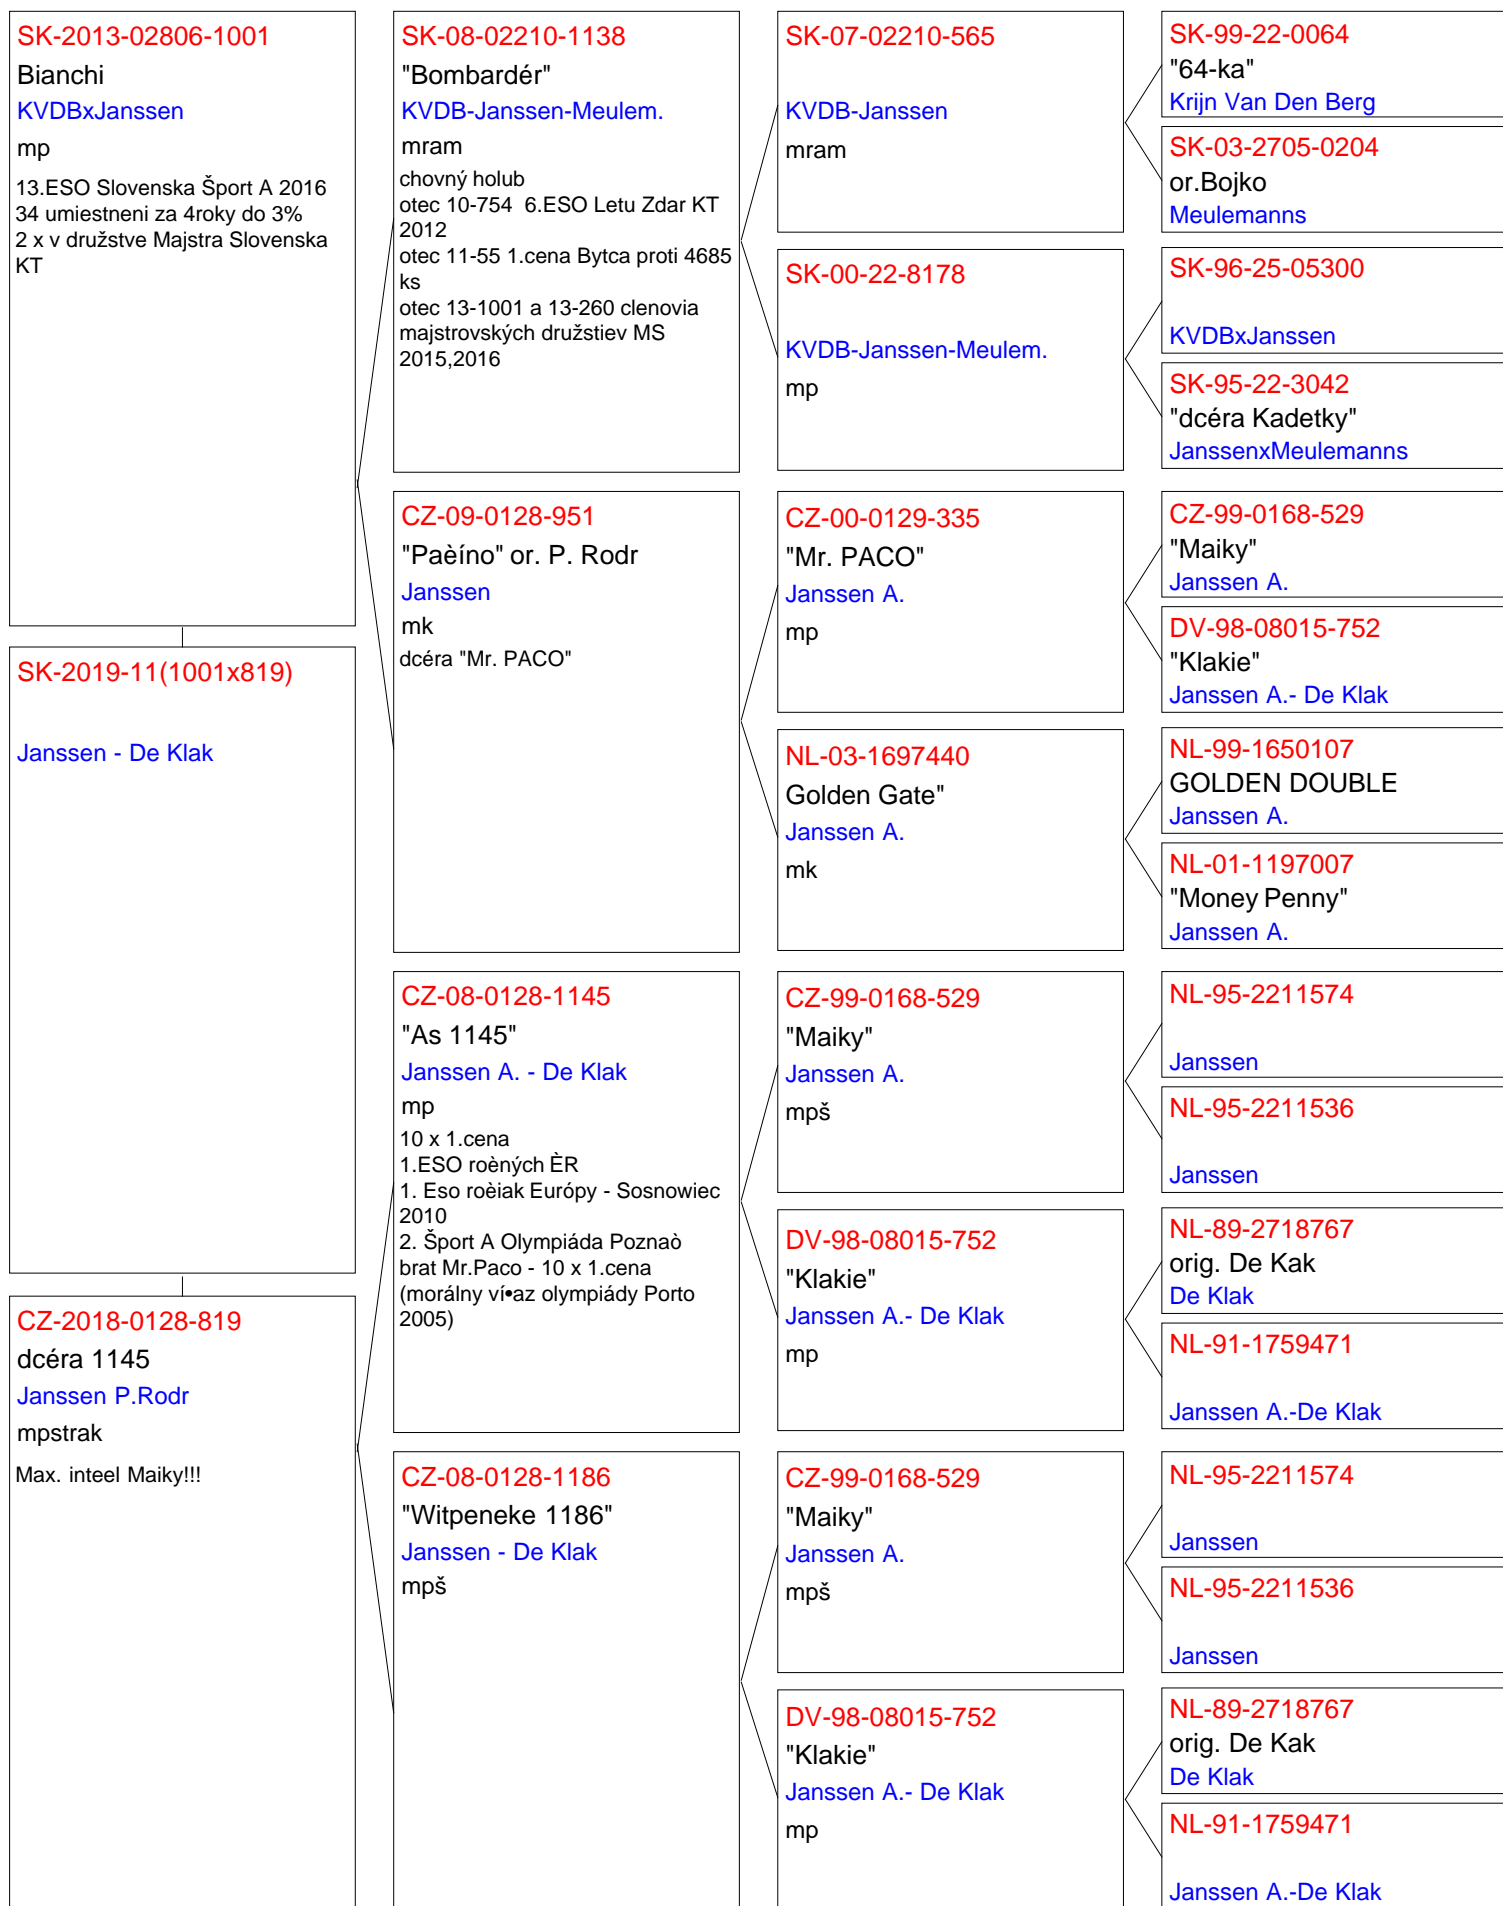 SK-2013-02806-1001
Bianchi
KVDBxJanssen
mp
13.ESO Slovenska Šport A 2016
34 umiestneni za 4roky do 3%
2 x v družstve Majstra Slovenska
KT
SK-2019-11(1001x819)
Janssen - De Klak
CZ-2018-0128-819
dcéra 1145
Janssen P.Rodr
mpstrak
Max. inteel Maiky!!!
SK-08-02210-1138
"Bombardér"
KVDB-Janssen-Meulem.
mram
chovný holub
otec 10-754  6.ESO Letu Zdar KT
2012
otec 11-55 1.cena Bytca proti 4685
ks
otec 13-1001 a 13-260 clenovia
majstrovských družstiev MS
2015,2016
CZ-09-0128-951
"Paèíno" or. P. Rodr
Janssen
mk
dcéra "Mr. PACO"
CZ-08-0128-1145
"As 1145"
Janssen A. - De Klak
mp
10 x 1.cena
1.ESO roèných ÈR
1. Eso roèiak Európy - Sosnowiec
2010
2. Šport A Olympiáda Poznaò
brat Mr.Paco - 10 x 1.cena
(morálny ví•az olympiády Porto
2005)
CZ-08-0128-1186
"Witpeneke 1186"
Janssen - De Klak
mpš
SK-07-02210-565
KVDB-Janssen
mram
SK-00-22-8178
KVDB-Janssen-Meulem.
mp
CZ-00-0129-335
"Mr. PACO"
Janssen A.
mp
NL-03-1697440
Golden Gate"
Janssen A.
mk
CZ-99-0168-529
"Maiky"
Janssen A.
mpš
DV-98-08015-752
"Klakie"
Janssen A.- De Klak
mp
CZ-99-0168-529
"Maiky"
Janssen A.
mpš
DV-98-08015-752
"Klakie"
Janssen A.- De Klak
mp
SK-99-22-0064
"64-ka"
Krijn Van Den Berg
SK-03-2705-0204
or.Bojko
Meulemanns
SK-96-25-05300
KVDBxJanssen
SK-95-22-3042
"dcéra Kadetky"
JanssenxMeulemanns
CZ-99-0168-529
"Maiky"
Janssen A.
DV-98-08015-752
"Klakie"
Janssen A.- De Klak
NL-99-1650107
GOLDEN DOUBLE
Janssen A.
NL-01-1197007
"Money Penny"
Janssen A.
NL-95-2211574
Janssen
NL-95-2211536
Janssen
NL-89-2718767
orig. De Kak
De Klak
NL-91-1759471
Janssen A.-De Klak
NL-95-2211574
Janssen
NL-95-2211536
Janssen
NL-89-2718767
orig. De Kak
De Klak
NL-91-1759471
Janssen A.-De Klak